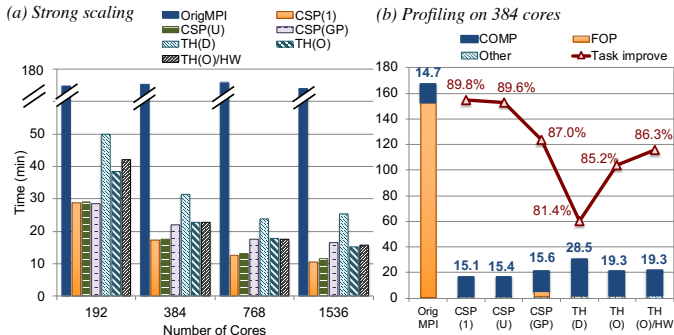 (a) Strong scaling
OrigMPI
CSP(1)
CSP(U)
CSP(GP)
TH(D)
TH(O)
TH(O)/HW
180
50
40
30
20
10
0
Time (min)
192
384
768
1536
Number of Cores
(b) Profiling on 384 cores
COMP
FOP
Other
Task improve
180
160
140
120
100
80
60
40
20
0
14.7
89.8%
89.6%
87.0%
81.4%
85.2%
86.3%
15.1
15.4
15.6
28.5
19.3
19.3
Orig
MPI
CSP
(1)
CSP
(U)
CSP
(GP)
TH
(D)
TH
(O)
TH
(O)/HW